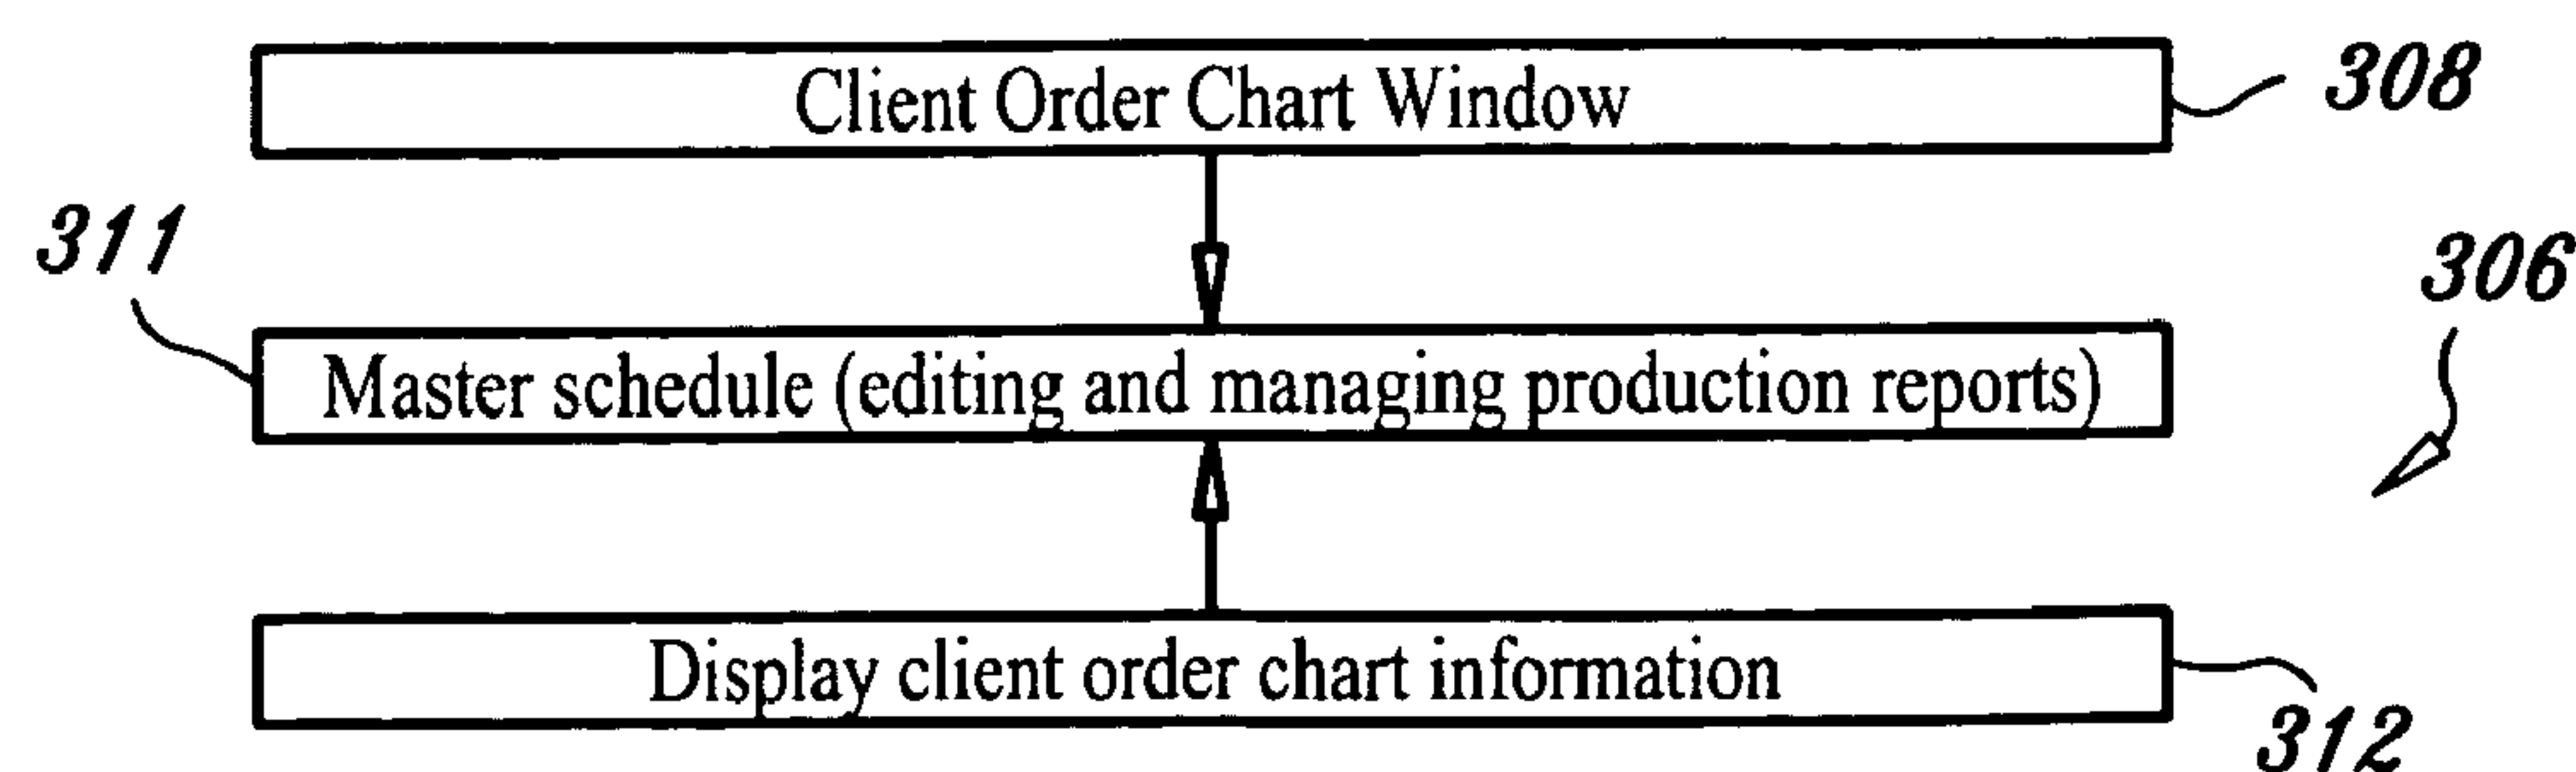 Client Order Chart Window
308
311
306
Master schedule (editing and managing production reports)
Display client order chart information
312